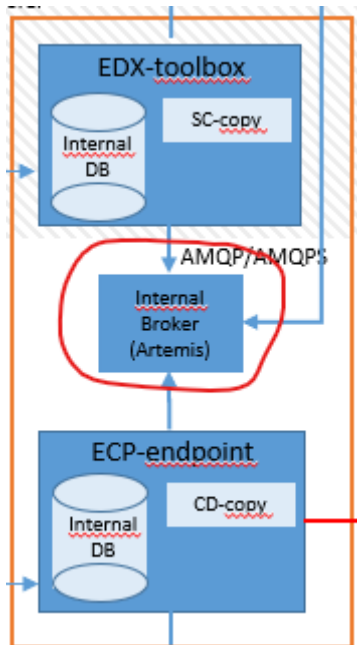 EDX-toolbox
SC-copy
Internal
DB
AMQP/AMQPS
Internal
Broker
(Artemis)
ECP-endpoint
CD-copy
Internal
DB